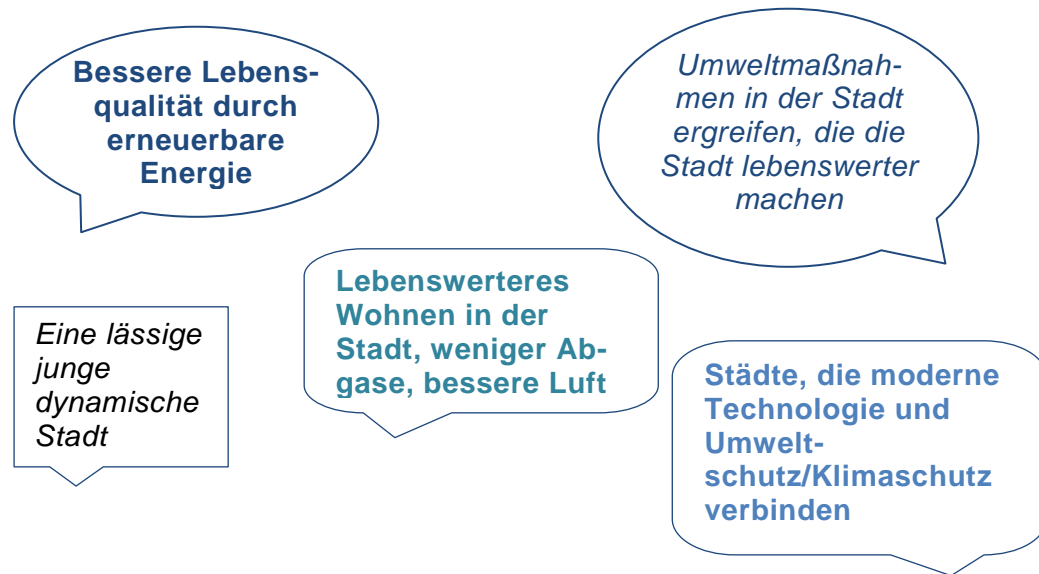 Bessere Lebens-
qualität durch
erneuerbare
Energie
Umweltmaßnah-
men in der Stadt
ergreifen, die die
Stadt lebenswerter
machen
Lebenswerteres
Wohnen in der
Stadt, weniger Ab-
gase, bessere Luft
Eine lässige
junge
dynamische
Stadt
Städte, die moderne
Technologie und
Umwelt-
schutz/Klimaschutz
verbinden